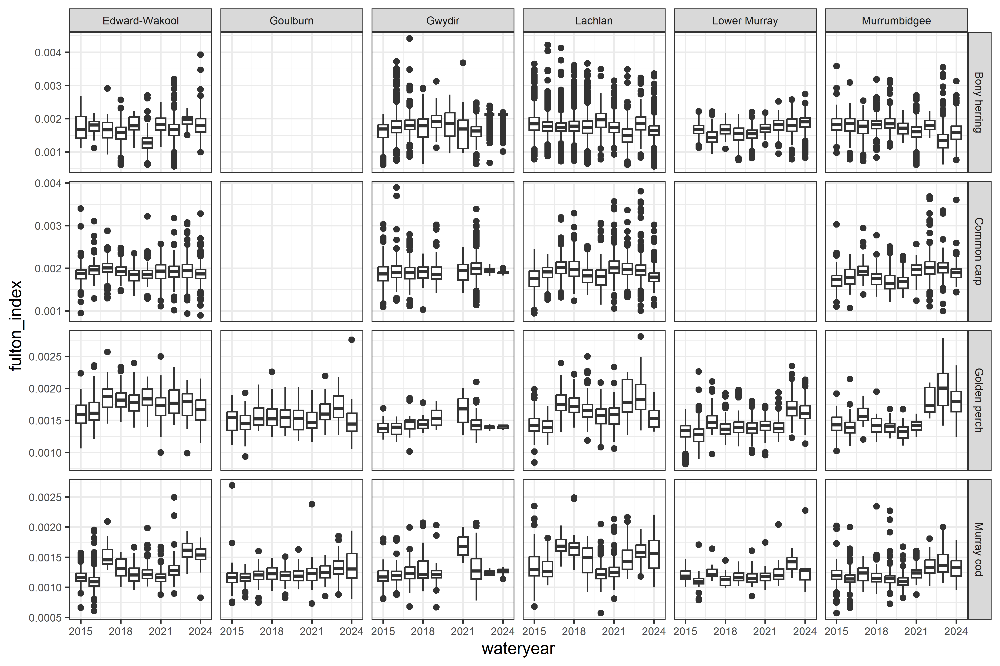 Edward-Wakool Goulburn Gwydir Lachlan Lower Murray Murrumbidgee
0.004
0.003
0.002
0.001
Bony herring
0.004
0.003
0.002
0.001
Common carp
fulton_index
0.0025
0.0020
0.0015
0.0010
Golden perch
0.0025
0.0020
0.0015
0.0010
0.0005
Murray cod
2015 2018 2021 2024 2015 2018 2021 2024 2015 2018 2021 2024 2015 2018 2021 2024 2015 2018 2021 2024 2015 2018 2021 2024
wateryear